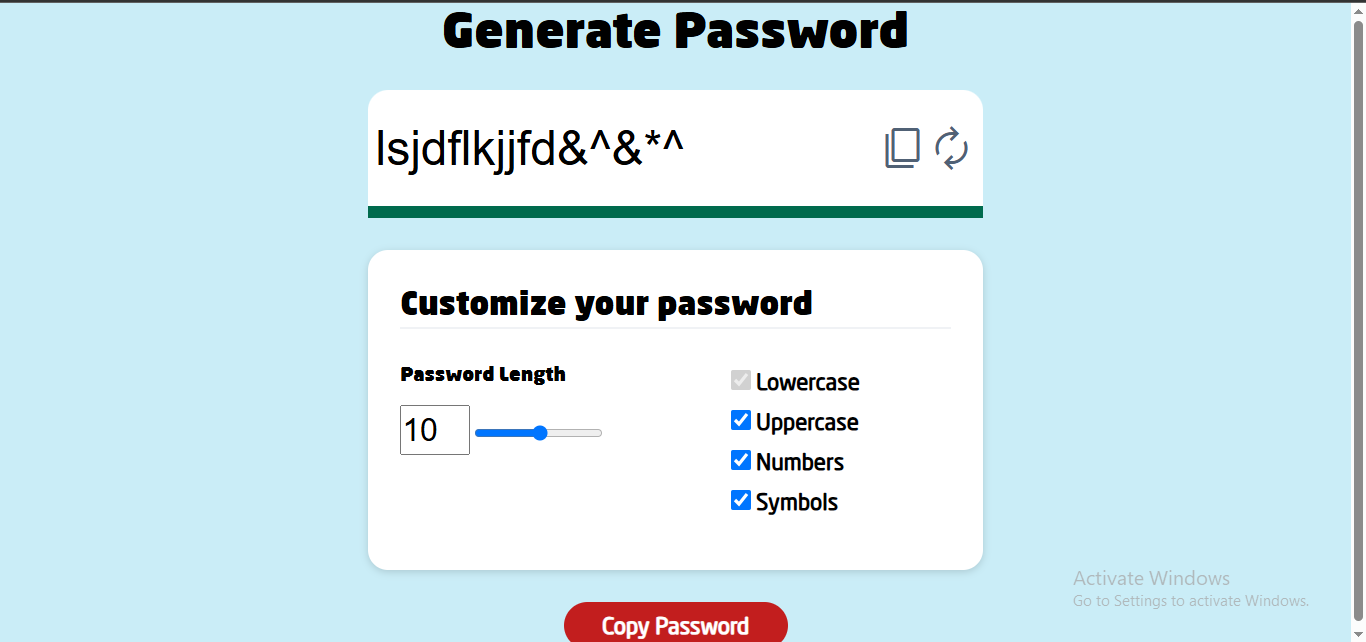 Generate Password
lsjdflkjjfd&^&*^
Customize your password
Password Length
10
Lowercase
Uppercase
Numbers
Symbols
Activate Windows
Go to Settings to activate Windows.
Copy Password